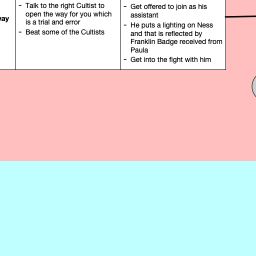 way
- Talk to the right Cultist to
open the way for you which
is a trial and error
- Beat some of the Cultists
- Get offered to join as his
assistant
- He puts a lighting on Ness
and that is reflected by
Franklin Badge received from
Paula
- Get into the fight with him